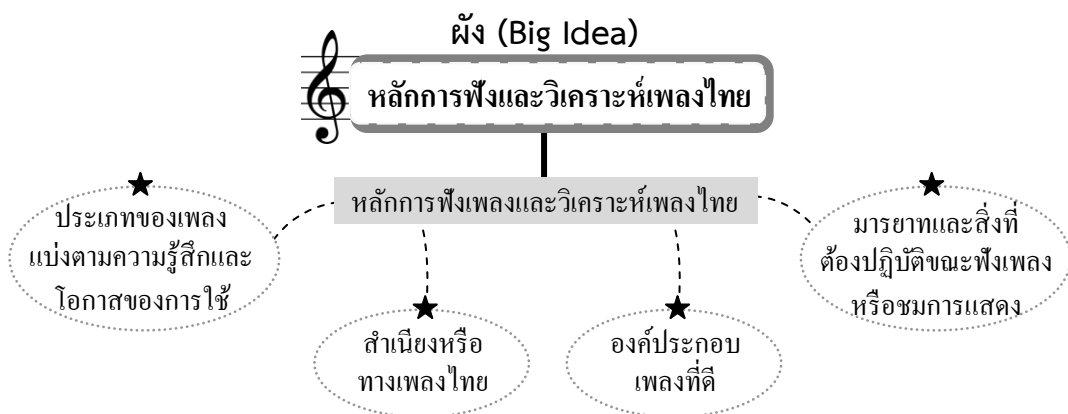 ผัง (Big Idea)
หลักการฟังและวิเคราะห์เพลงไทย
หลักการฟังเพลงและวิเคราะห์เพลงไทย
ประเภทของเพลง
แบ่งตามความรู้สึกและ
โอกาสของการใช้
สำเนียงหรือ
ทางเพลงไทย
องค์ประกอบ
เพลงที่ดี
มารยาทและสิ่งที่
ต้องปฏิบัติขณะฟังเพลง
หรือชมการแสดง